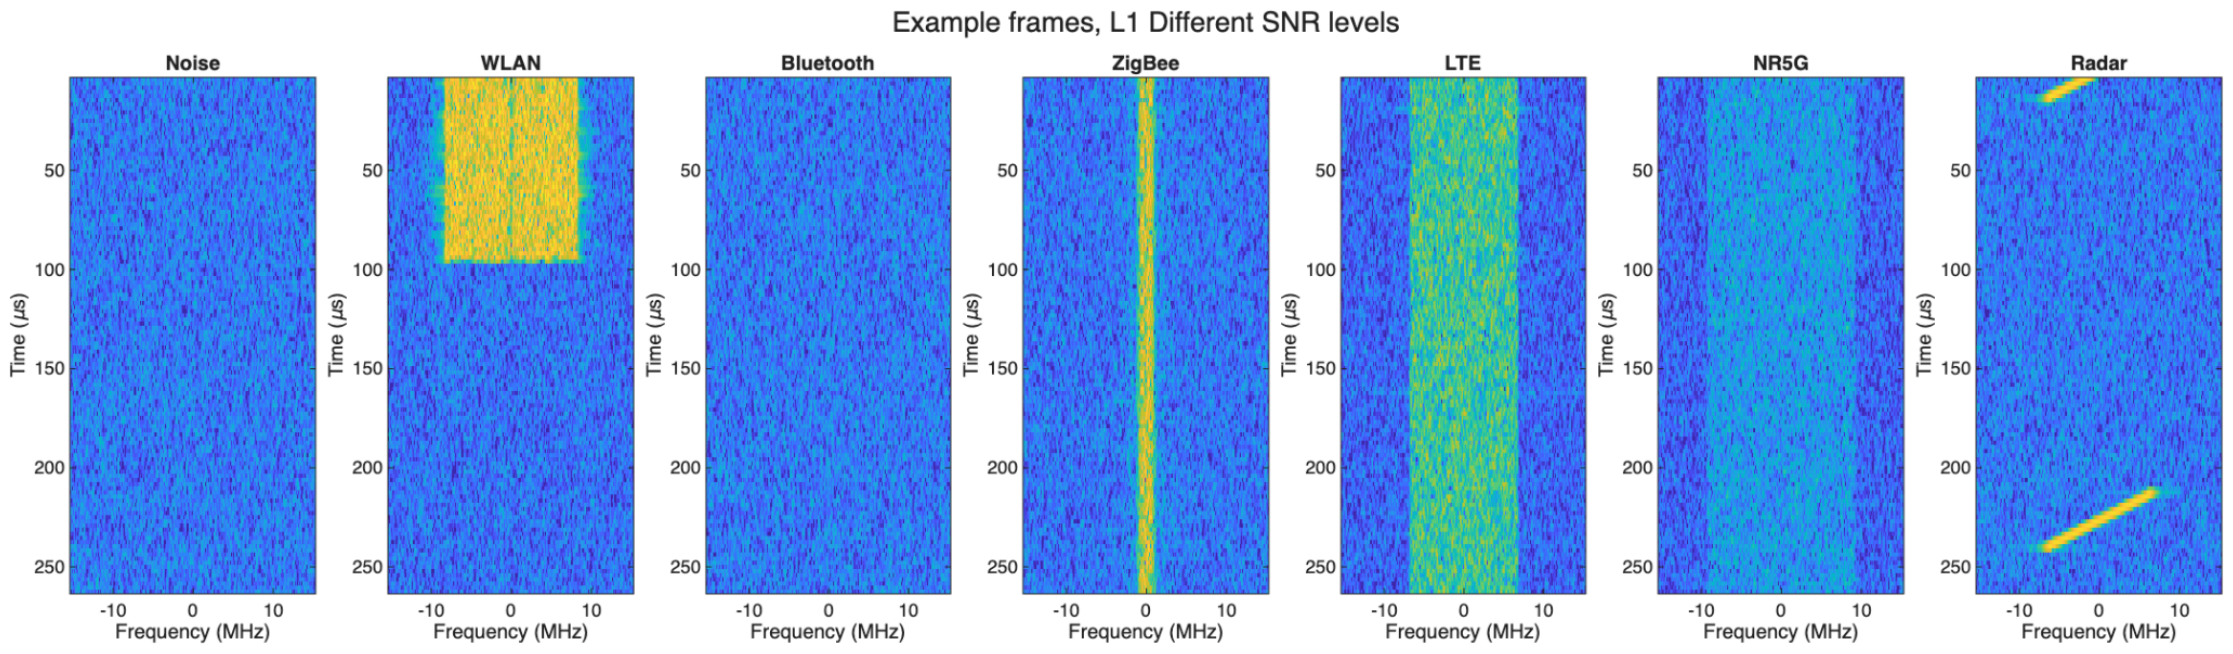 Example frames, L1 Different SNR levels
Noise
WLAN
Bluetooth
ZigBee
LTE
NR5G
Radar
Time (μs)
50
100
150
200
250
-10 0 10
Frequency (MHz)
Time (μs)
50
100
150
200
250
-10 0 10
Frequency (MHz)
Time (μs)
50
100
150
200
250
-10 0 10
Frequency (MHz)
Time (μs)
50
100
150
200
250
-10 0 10
Frequency (MHz)
Time (μs)
50
100
150
200
250
-10 0 10
Frequency (MHz)
Time (μs)
50
100
150
200
250
-10 0 10
Frequency (MHz)
Time (μs)
50
100
150
200
250
-10 0 10
Frequency (MHz)